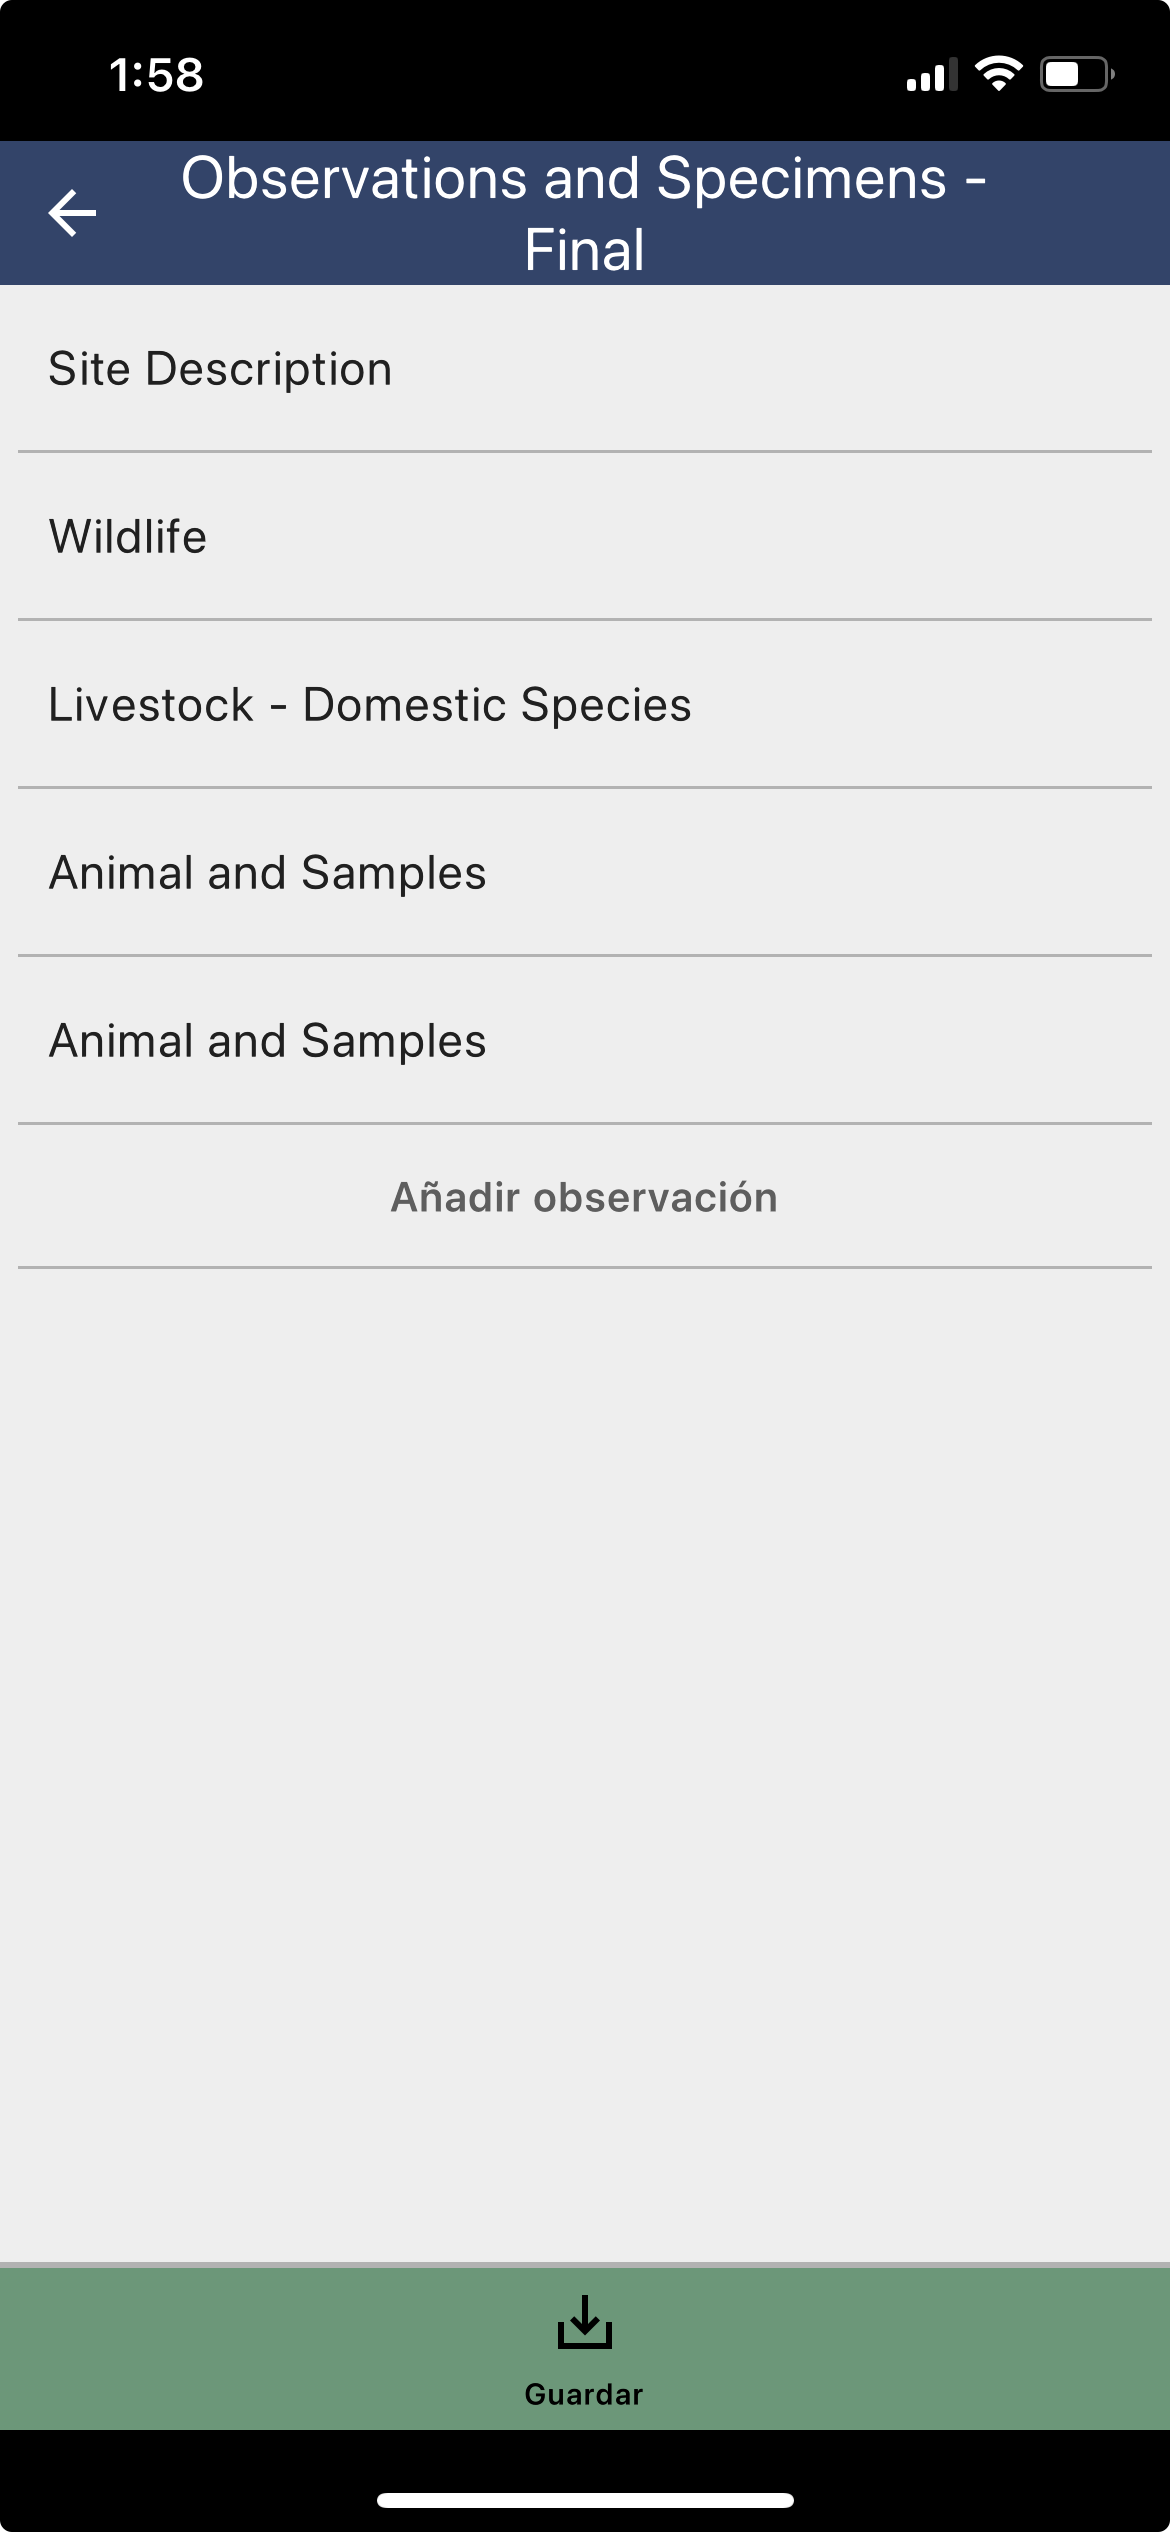 1:58
Observations and Specimens -
Final
Site Description
Wildlife
Livestock - Domestic Species
Animal and Samples
Animal and Samples
Añadir observación
Guardar